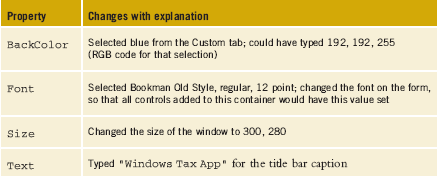 Property Changes with explanation
BackColor Selected blue from the Custom tab; could have typed 192, 192, 255
(RGB code for that selection)
Font Selected Bookman Old Style, regular, 12 point; changed the font on the form,
so that all controls added to this container would have this value set
Size Changed the size of the window to 300, 280
Text Typed "Windows Tax App" for the title bar caption